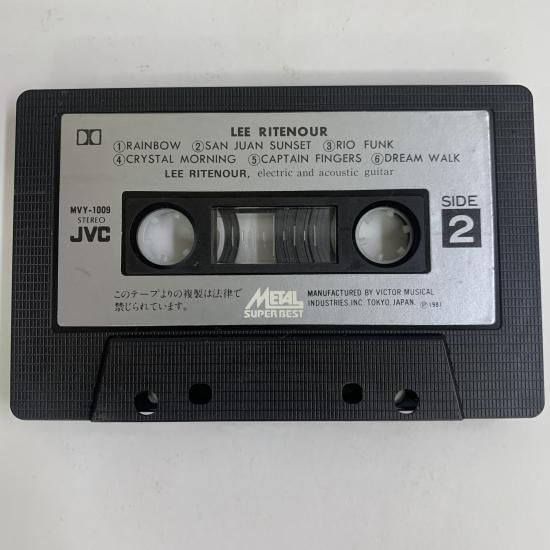 LEE RITENOUR
①RAINBOW ②SAN JUAN SUNSET ③RIO FUNK
④CRYSTAL MORNING ⑤CAPTAIN FINGERS ⑥DREAM WALK
LEE RITENOUR, electric and acoustic guitar
MVY-1009
STEREO
JVC
SIDE
2
このテープよりの複製は法律で
禁じられています。
METAL
SUPER BEST
MANUFACTURED BY VICTOR MUSICAL
INDUSTRIES, INC. TOKYO, JAPAN. ℗1981